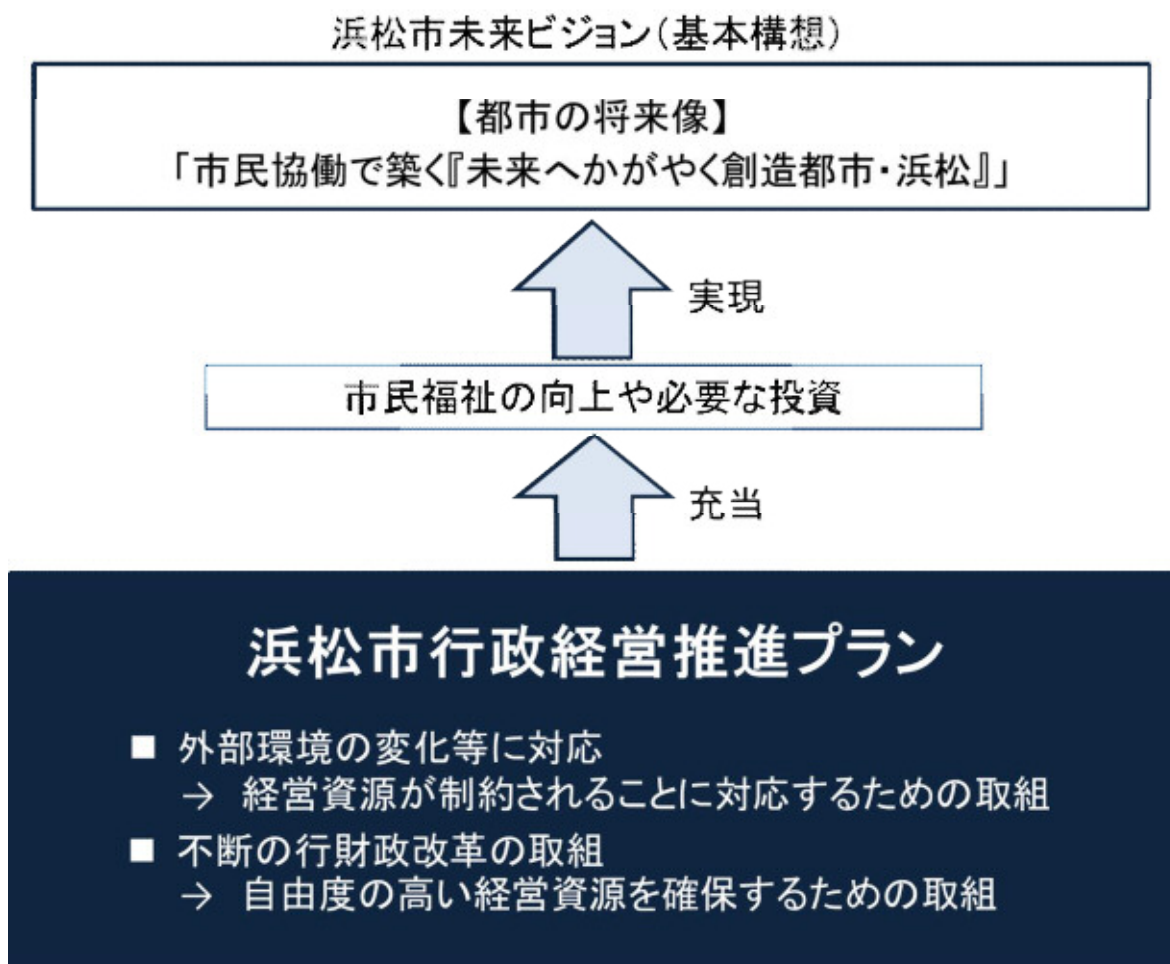 浜松市未来ビジョン(基本構想)
【都市の将来像】
「市民協働で築く『未来へかがやく創造都市・浜松』」
実現
市民福祉の向上や必要な投資
充当
浜松市行政経営推進プラン
■ 外部環境の変化等に対応
→ 経営資源が制約されることに対応するための取組
■ 不断の行財政改革の取組
→ 自由度の高い経営資源を確保するための取組